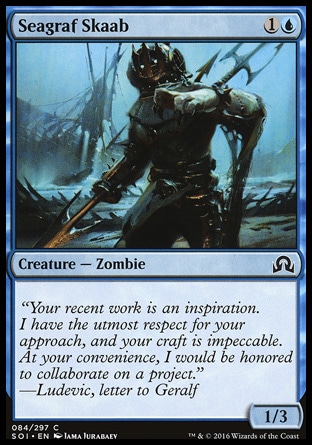 Seagraf Skaab 1
Creature — Zombie
“Your recent work is an inspiration.
I have the utmost respect for your
approach, and your craft is impeccable.
At your convenience, I would be honored
to collaborate on a project.”
—Ludevic, letter to Geralf
084/297 C
SOI • EN Jama Jurabaev
™ & © 2016 Wizards of the Coast
1/3